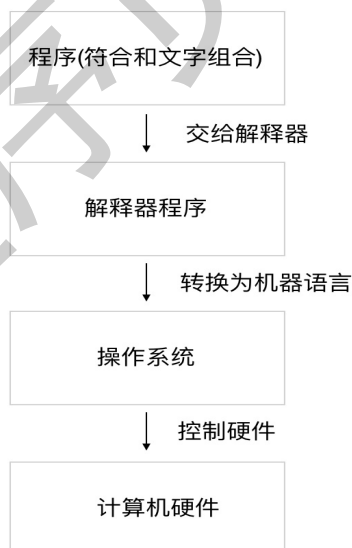 程序(符合和文字组合)
交给解释器
解释器程序
转换为机器语言
操作系统
控制硬件
计算机硬件